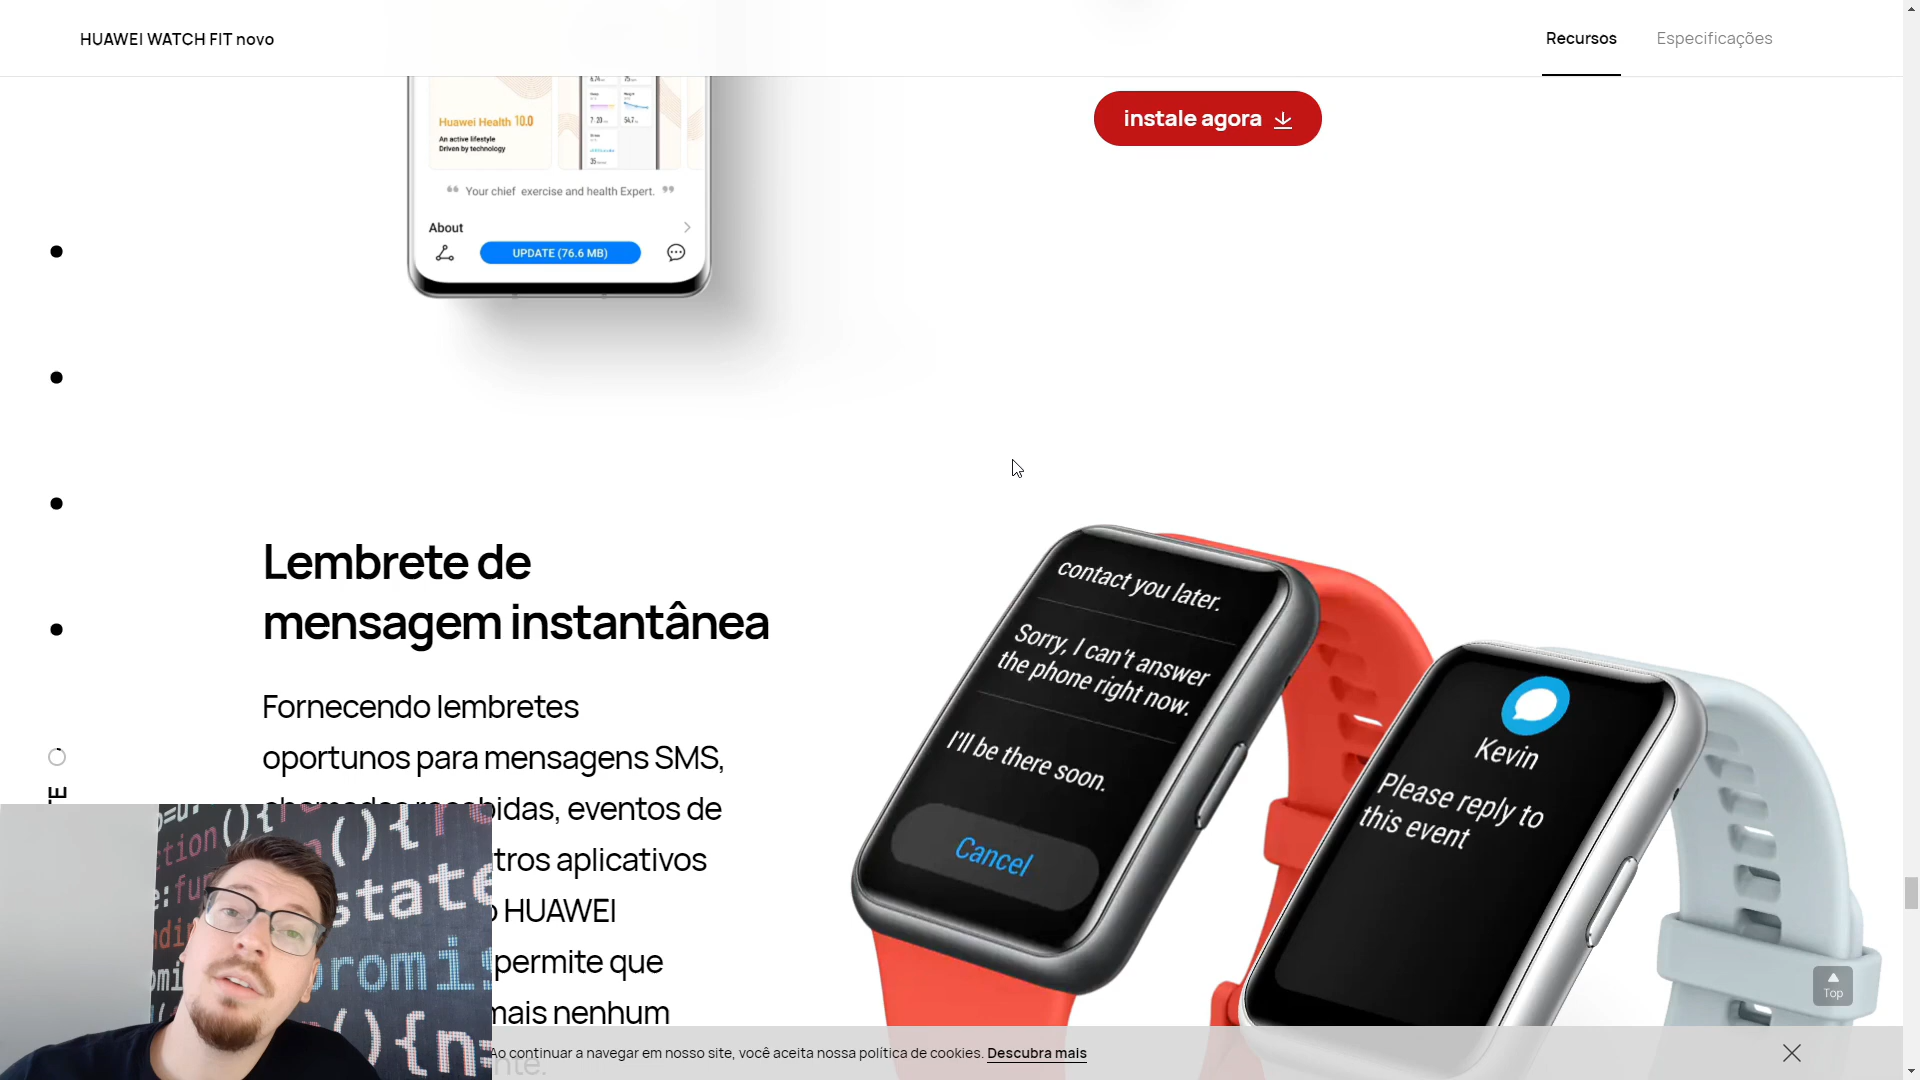 HUAWEI WATCH FIT novo
Recursos
Especificações
instale agora
Huawei Health 10.0
An active lifestyle
Driven by technology
Your chief exercise and health Expert.
About
UPDATE (76.6 MB)
Lembrete de
mensagem instantânea
Fornecendo lembretes
oportunos para mensagens SMS,
eventos de
aplicativos
HUAWEI
permite que
mais nenhum
contact you later.
Sorry, I can't answer
the phone right now.
I'll be there soon.
Cancel
Kevin
Please reply to
this event
Top
Ao continuar a navegar em nosso site, você aceita nossa política de cookies. Descubra mais